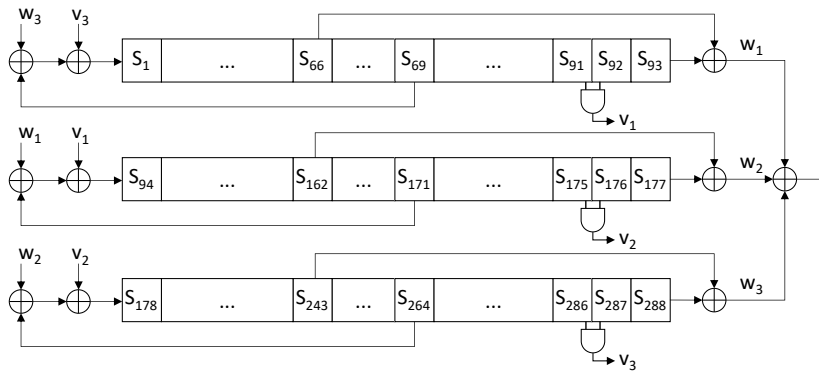 w3 v3
S1 ... S66 ... S69 ... S91 S92 S93 w1
v1
w1 v1
S94 ... S162 ... S171 ... S175 S176 S177 w2
v2
w2 v2
S178 ... S243 ... S264 ... S286 S287 S288 w3
v3